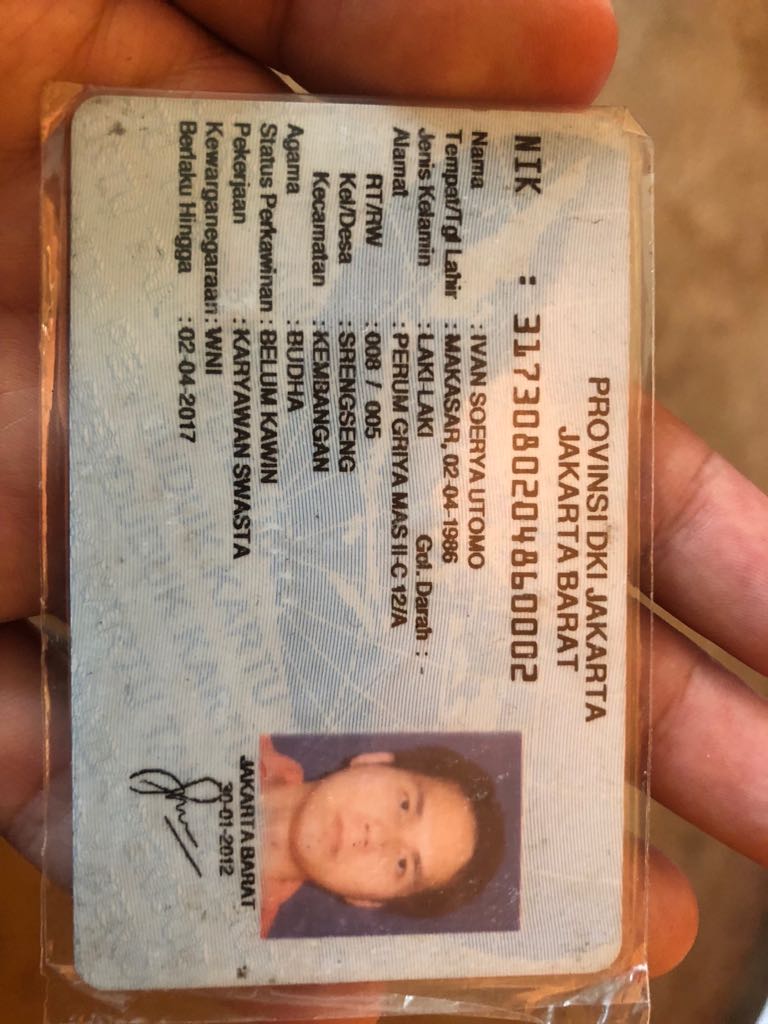 PROVINSI DKI JAKARTA
JAKARTA BARAT
NIK : 3173080204860002
Nama : IVAN SOERYA UTOMO
Tempat/Tgl Lahir : MAKASAR, 02-04-1986
Jenis Kelamin : LAKI-LAKI Gol. Darah : -
Alamat : PERUM GRIYA MAS II-C 12/A
RT/RW : 008 / 005
Kel/Desa : SRENGSENG
Kecamatan : KEMBANGAN
Agama : BUDHA
Status Perkawinan : BELUM KAWIN
Pekerjaan : KARYAWAN SWASTA
Kewarganegaraan : WNI
Berlaku Hingga : 02-04-2017
JAKARTA BARAT
30-01-2012